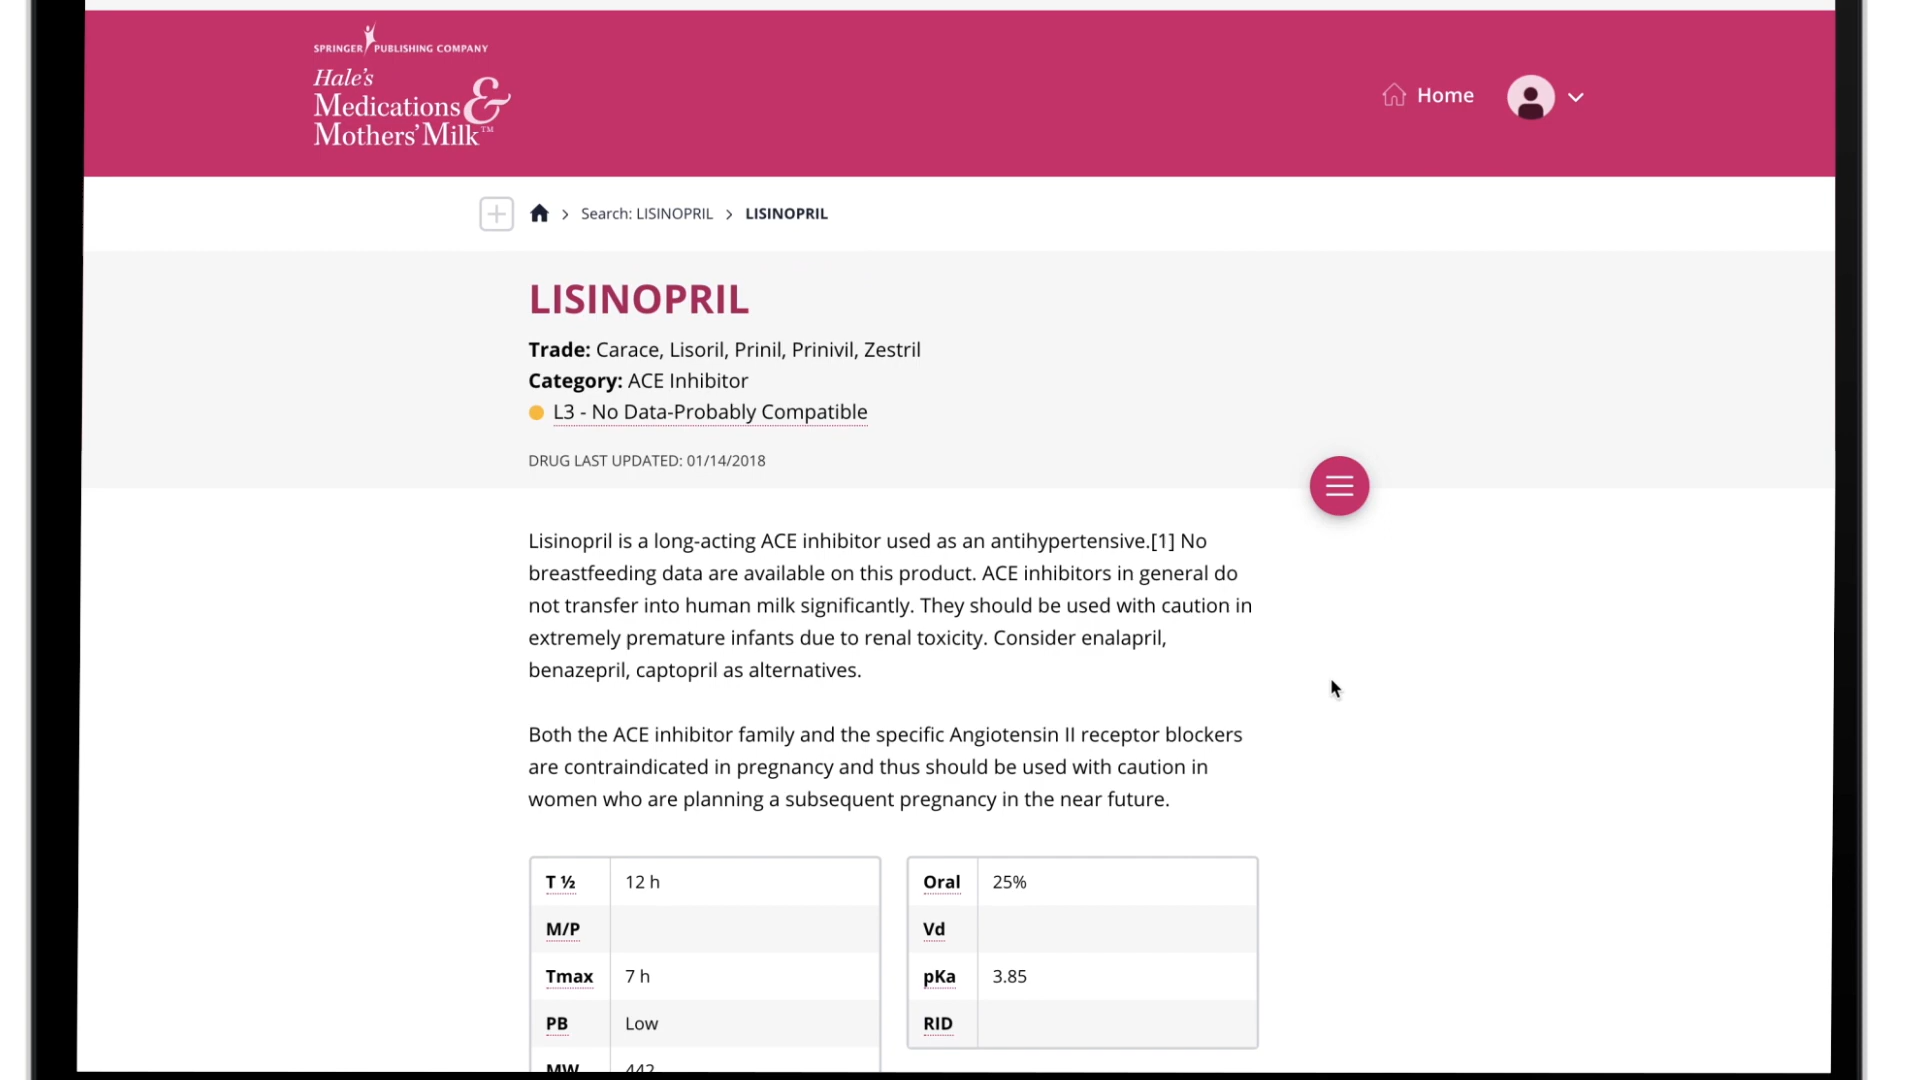 SPRINGER PUBLISHING COMPANY
Hale's
Medications &
Mothers' Milk™
Home
Search: LISINOPRIL > LISINOPRIL
LISINOPRIL
Trade: Carace, Lisoril, Prinil, Prinivil, Zestril
Category: ACE Inhibitor
L3 - No Data-Probably Compatible
DRUG LAST UPDATED: 01/14/2018
Lisinopril is a long-acting ACE inhibitor used as an antihypertensive.[1] No
breastfeeding data are available on this product. ACE inhibitors in general do
not transfer into human milk significantly. They should be used with caution in
extremely premature infants due to renal toxicity. Consider enalapril,
benazepril, captopril as alternatives.
Both the ACE inhibitor family and the specific Angiotensin II receptor blockers
are contraindicated in pregnancy and thus should be used with caution in
women who are planning a subsequent pregnancy in the near future.
T ½ 12 h
M/P
Tmax 7 h
PB Low
MW 442
Oral 25%
Vd
pKa 3.85
RID